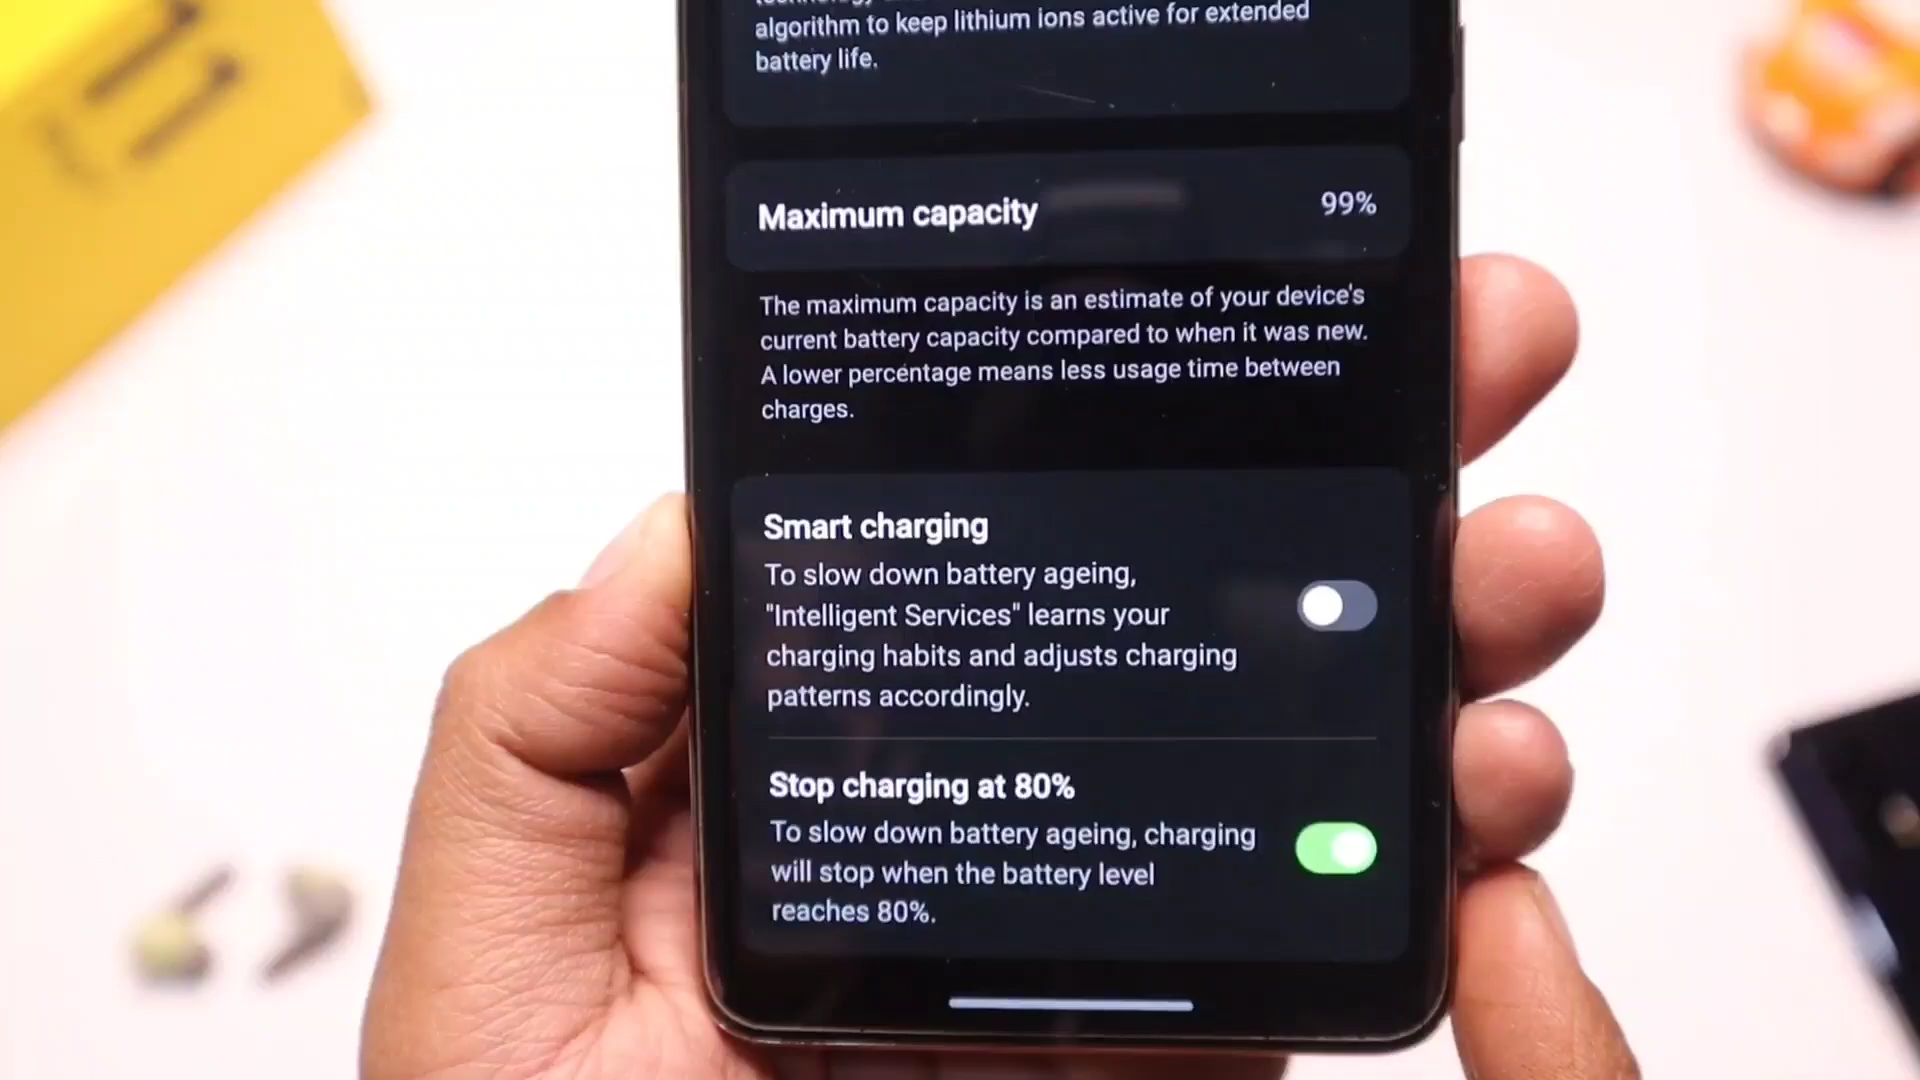 algorithm to keep lithium ions active for extended
battery life.
Maximum capacity
99%
The maximum capacity is an estimate of your device's
current battery capacity compared to when it was new.
A lower percentage means less usage time between
charges.
Smart charging
To slow down battery ageing,
"Intelligent Services" learns your
charging habits and adjusts charging
patterns accordingly.
Stop charging at 80%
To slow down battery ageing, charging
will stop when the battery level
reaches 80%.